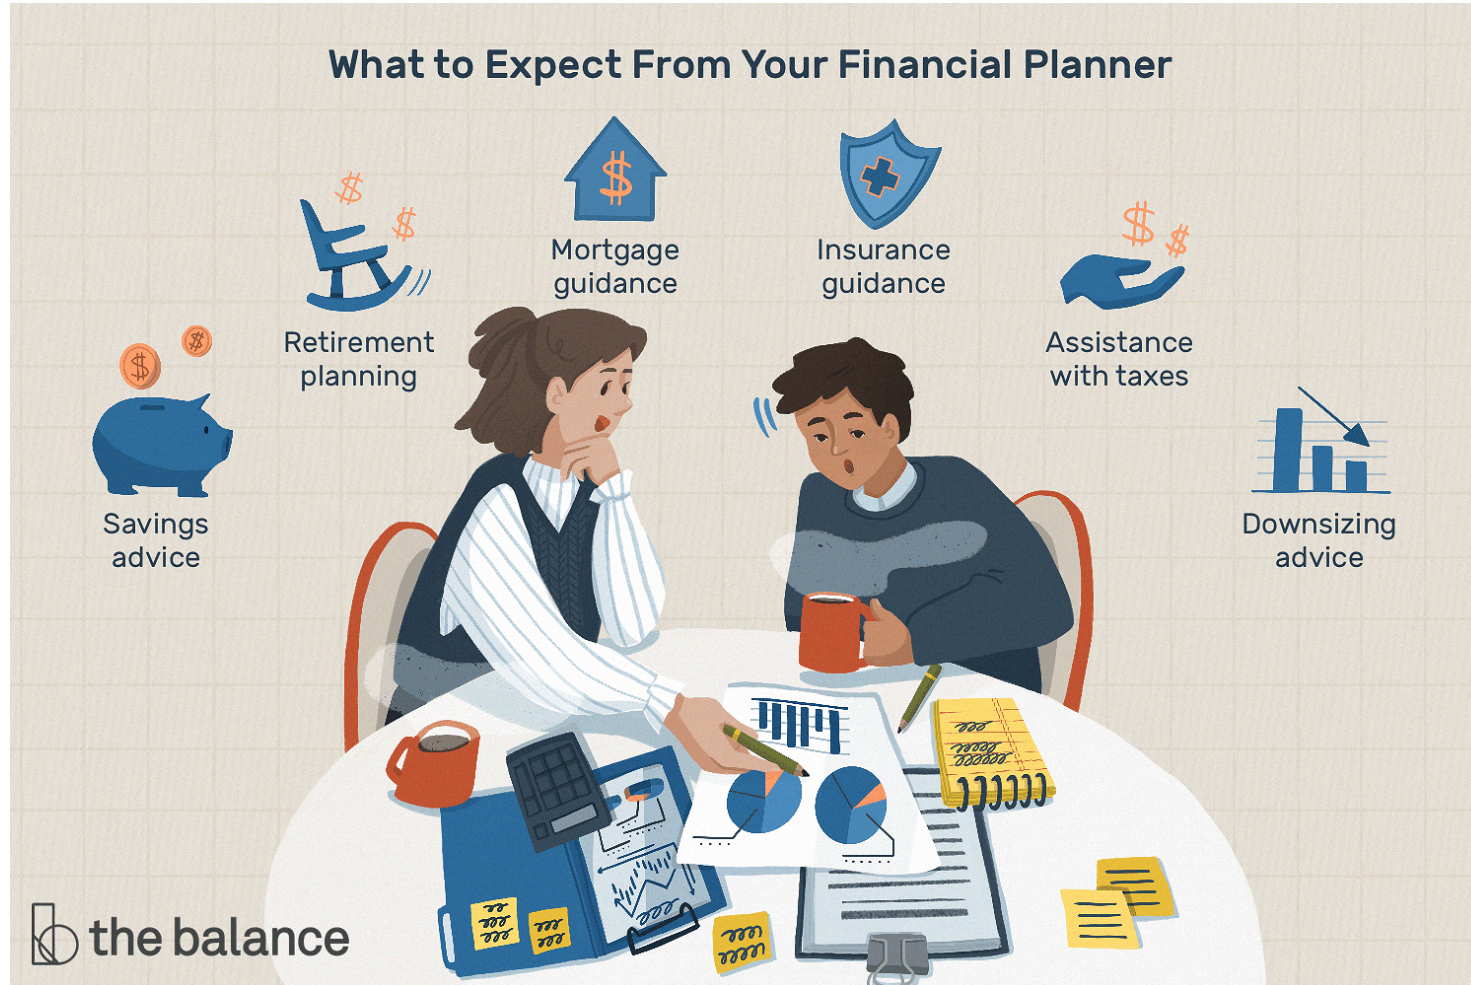 What to Expect From Your Financial Planner
Mortgage
guidance
Insurance
guidance
Retirement
planning
Assistance
with taxes
Savings
advice
Downsizing
advice
the balance